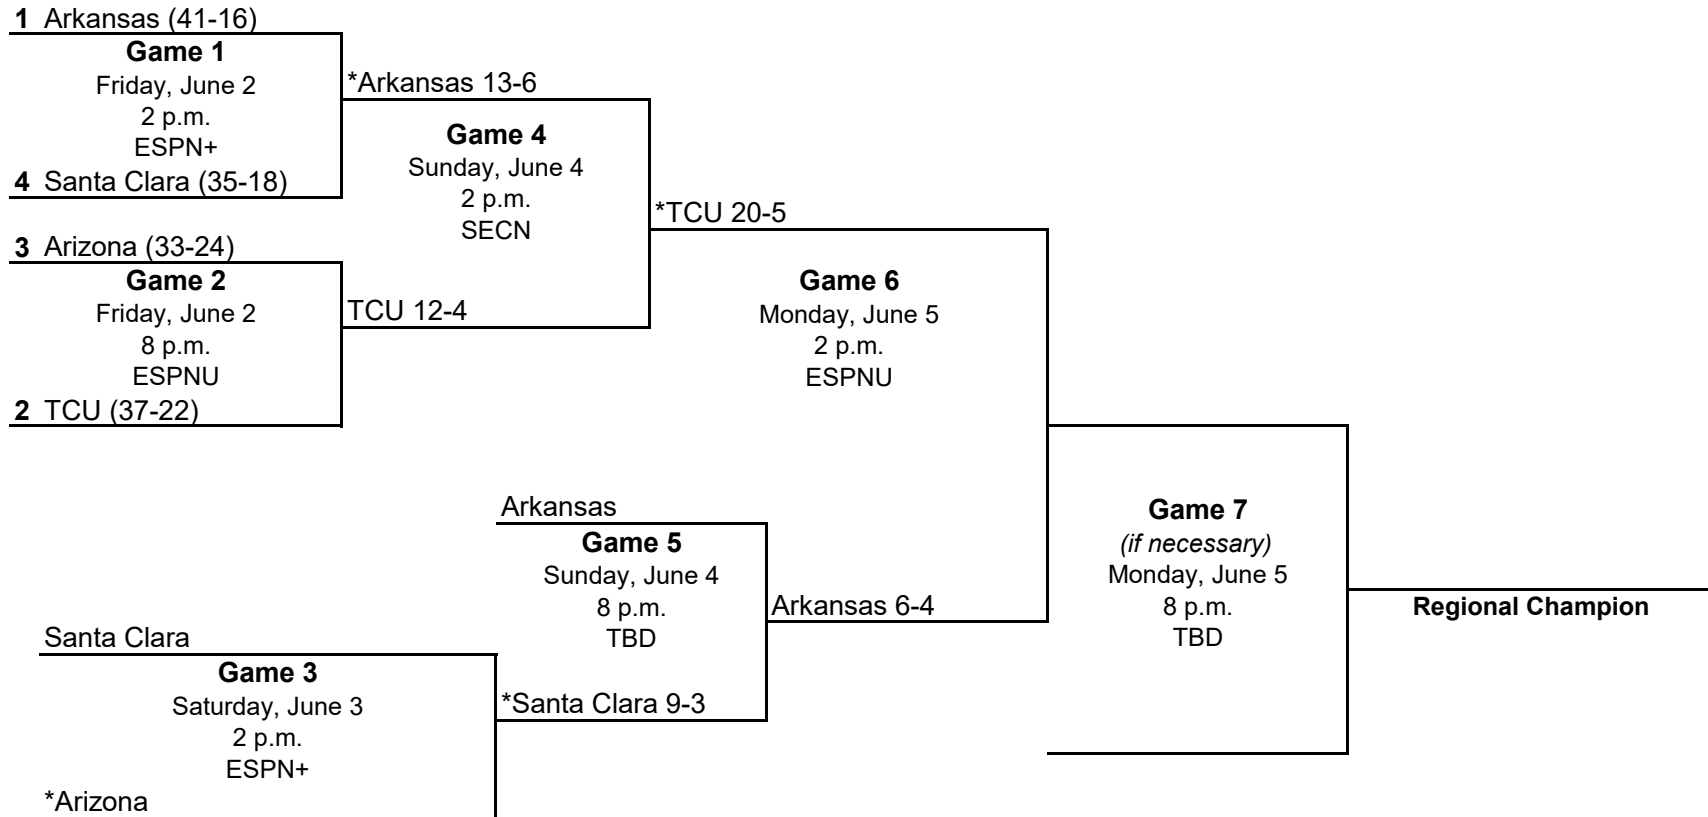 1 Arkansas (41-16)
Game 1
Friday, June 2
2 p.m.
ESPN+
4 Santa Clara (35-18)
*Arkansas 13-6
Game 4
Sunday, June 4
2 p.m.
SECN
3 Arizona (33-24)
Game 2
Friday, June 2
8 p.m.
ESPNU
2 TCU (37-22)
TCU 12-4
*TCU 20-5
Game 6
Monday, June 5
2 p.m.
ESPNU
Arkansas
Game 5
Sunday, June 4
8 p.m.
TBD
Arkansas 6-4
Santa Clara
Game 3
Saturday, June 3
2 p.m.
ESPN+
*Arizona
*Santa Clara 9-3
Game 7
(if necessary)
Monday, June 5
8 p.m.
TBD
Regional Champion